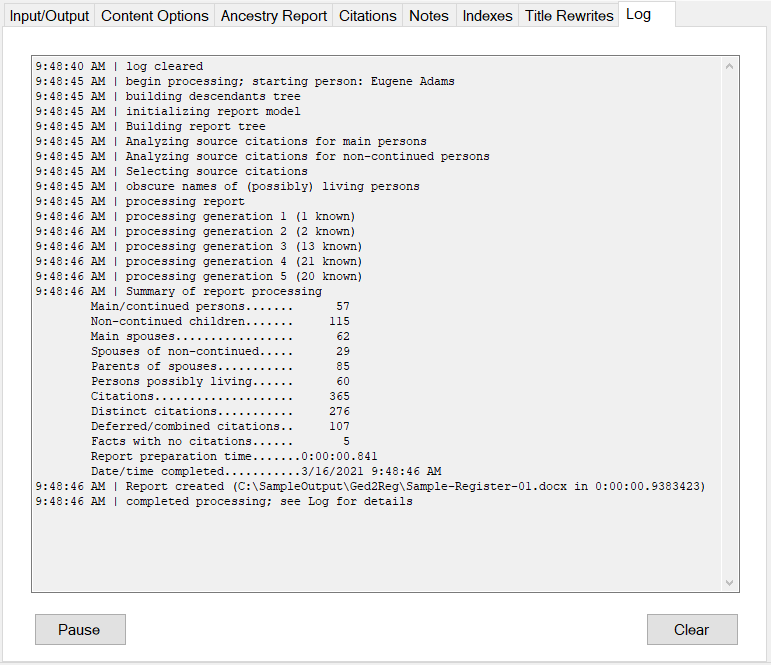 Input/Output Content Options Ancestry Report Citations Notes Indexes Title Rewrites Log
9:48:40 AM | log cleared
9:48:45 AM | begin processing; starting person: Eugene Adams
9:48:45 AM | building descendants tree
9:48:45 AM | initializing report model
9:48:45 AM | Building report tree
9:48:45 AM | Analyzing source citations for main persons
9:48:45 AM | Analyzing source citations for non-continued persons
9:48:45 AM | Selecting source citations
9:48:45 AM | obscure names of (possibly) living persons
9:48:45 AM | processing report
9:48:46 AM | processing generation 1 (1 known)
9:48:46 AM | processing generation 2 (2 known)
9:48:46 AM | processing generation 3 (13 known)
9:48:46 AM | processing generation 4 (21 known)
9:48:46 AM | processing generation 5 (20 known)
9:48:46 AM | Summary of report processing
Main/continued persons....... 57
Non-continued children....... 115
Main spouses................. 62
Spouses of non-continued..... 29
Parents of spouses........... 85
Persons possibly living...... 60
Citations.................... 365
Distinct citations........... 276
Deferred/combined citations.. 107
Facts with no citations...... 5
Report preparation time.......0:00:00.841
Date/time completed...........3/16/2021 9:48:46 AM
9:48:46 AM | Report created (C:\SampleOutput\Ged2Reg\Sample-Register-01.docx in 0:00:00.9383423)
9:48:46 AM | completed processing; see Log for details
Pause Clear